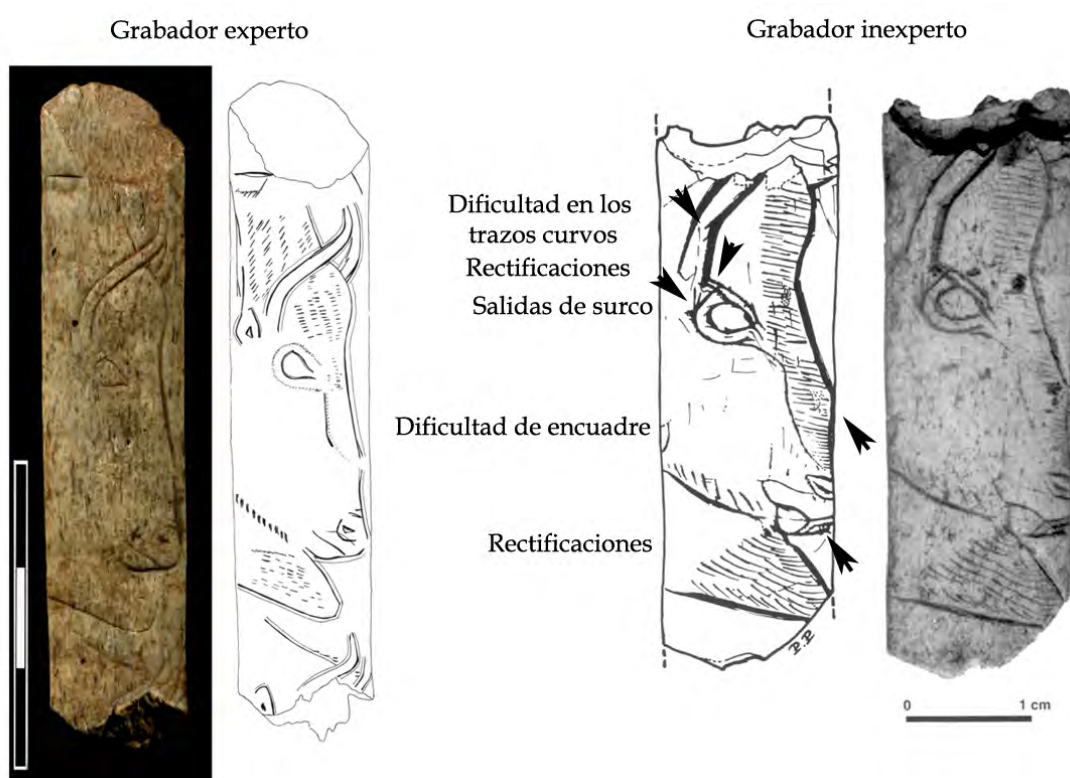 Grabador experto
Grabador inexperto
Dificultad en los
trazos curvos
Rectificaciones
Salidas de surco
Dificultad de encuadre
Rectificaciones
P.P
0 1 cm